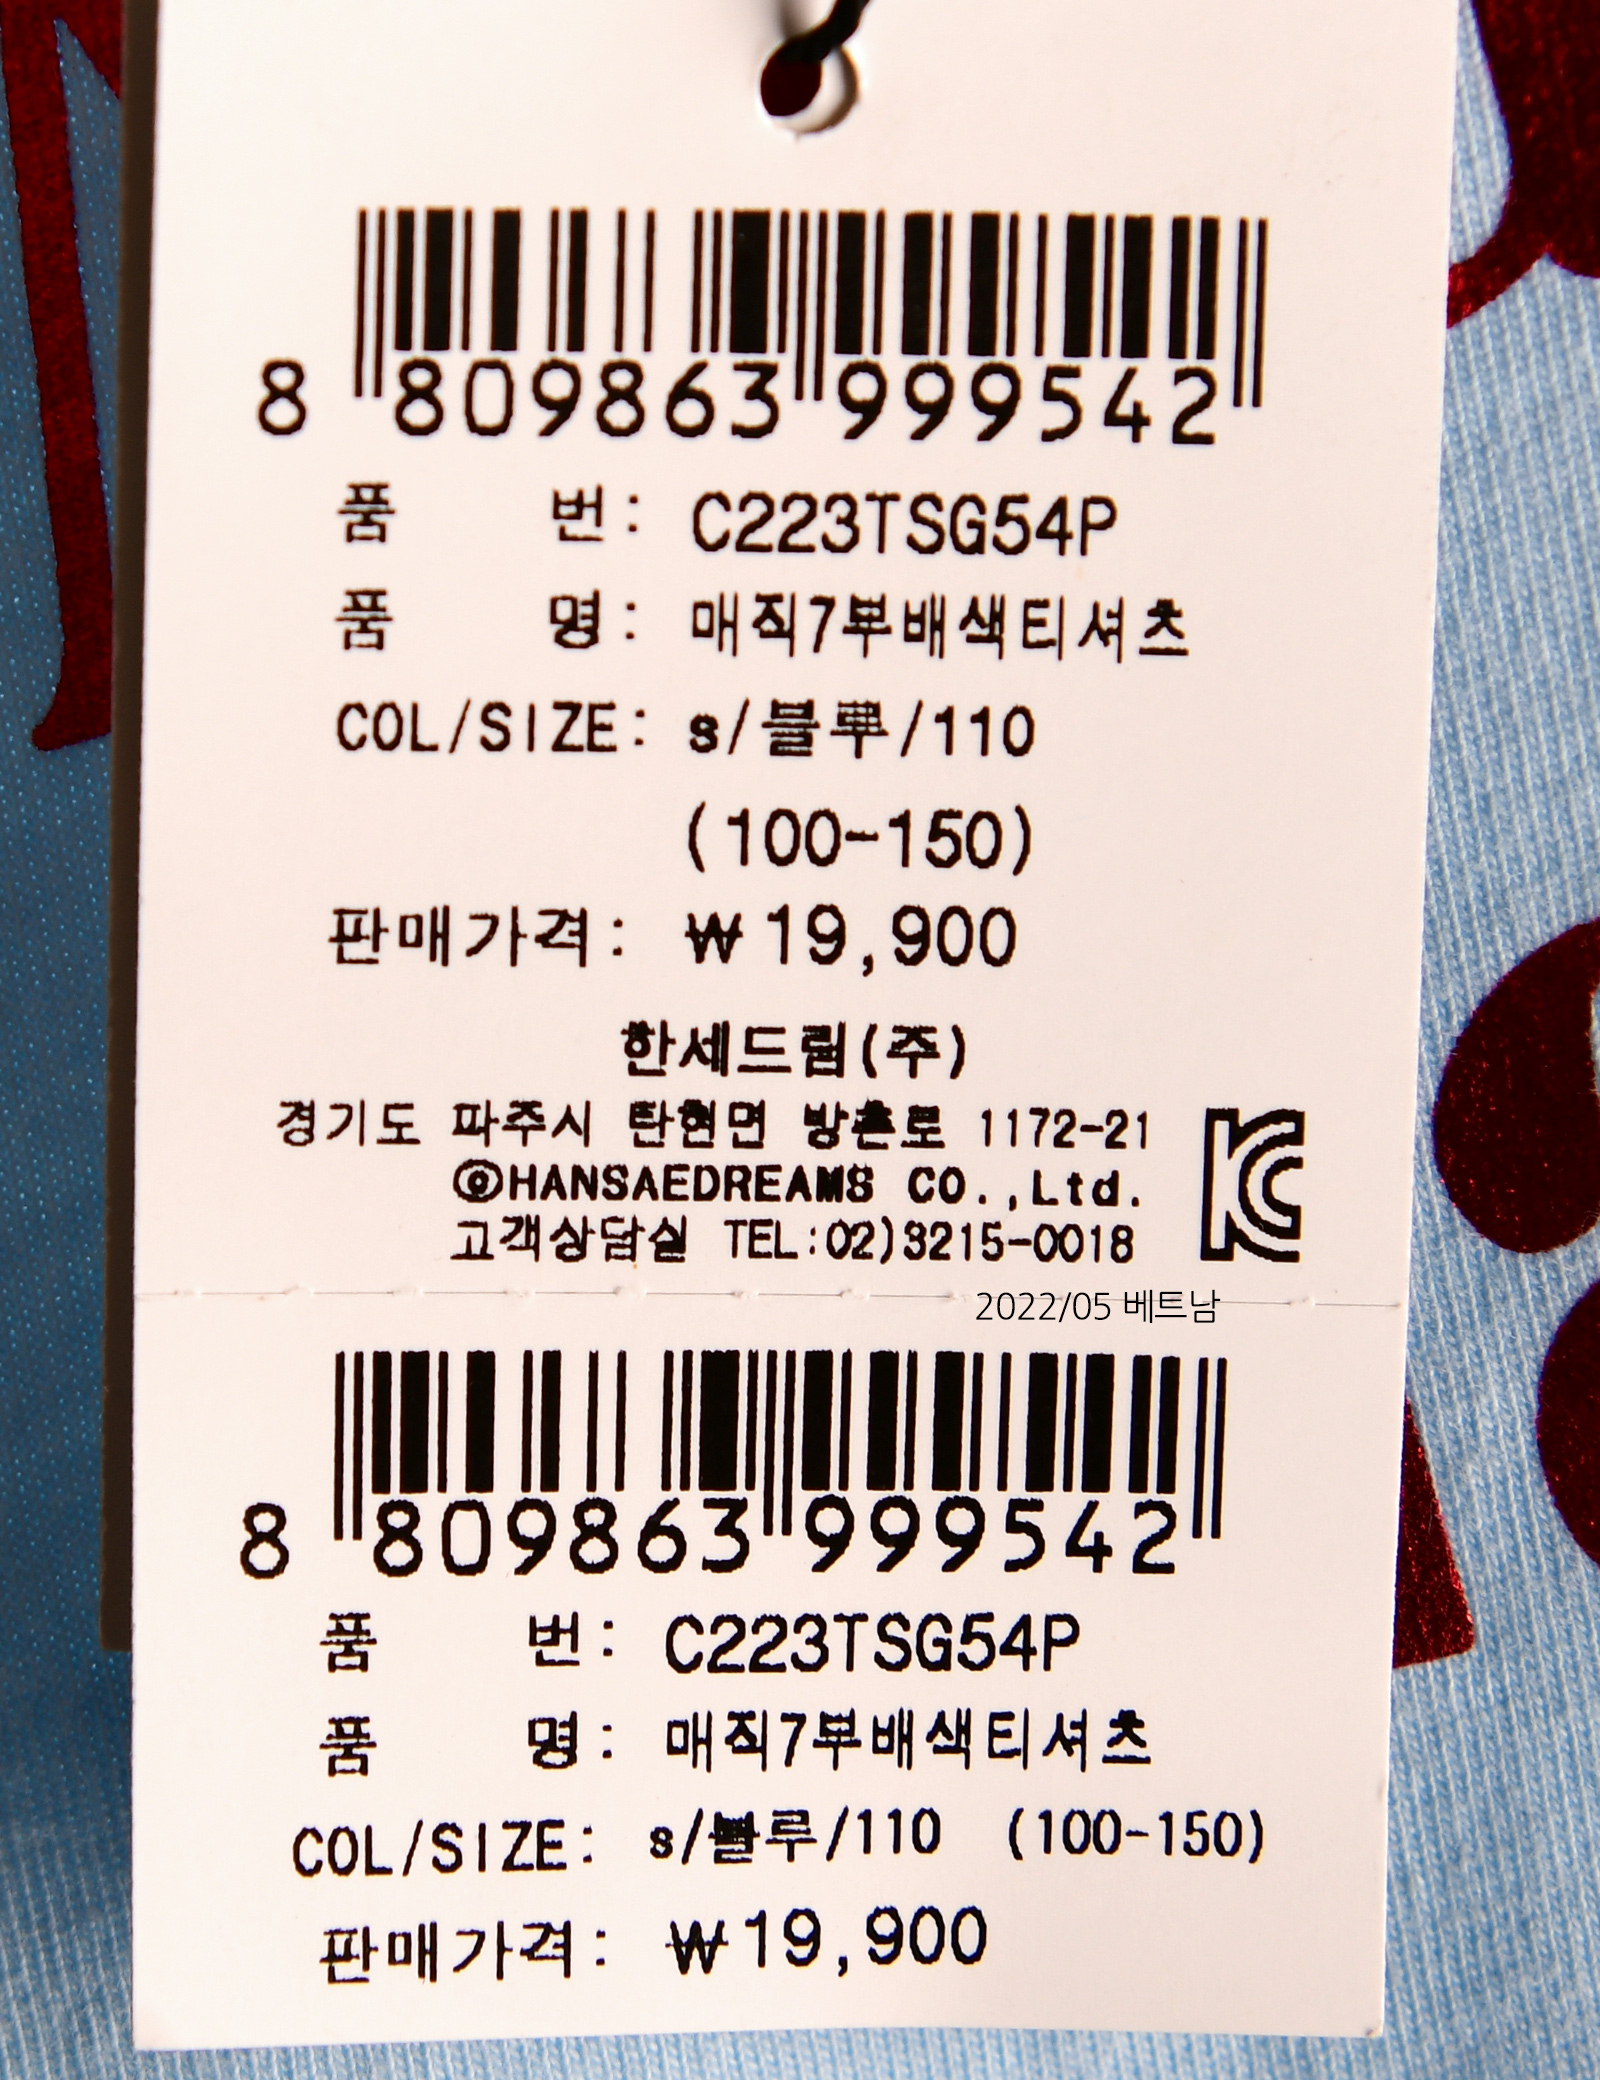 8 809863 999542
품 번: C223TSG54P
품 명: 매직7부배색티셔츠
COL/SIZE: s/블루/110
(100-150)
판매가격: ₩19,900
한세드림(주)
경기도 파주시 탄현면 방촌로 1172-21
©HANSAEDREAMS CO.,Ltd.
고객상담실 TEL:02)3215-0018
KC
2022/05 베트남
8 809863 999542
품 번: C223TSG54P
품 명: 매직7부배색티셔츠
COL/SIZE: s/블루/110 (100-150)
판매가격: ₩19,900